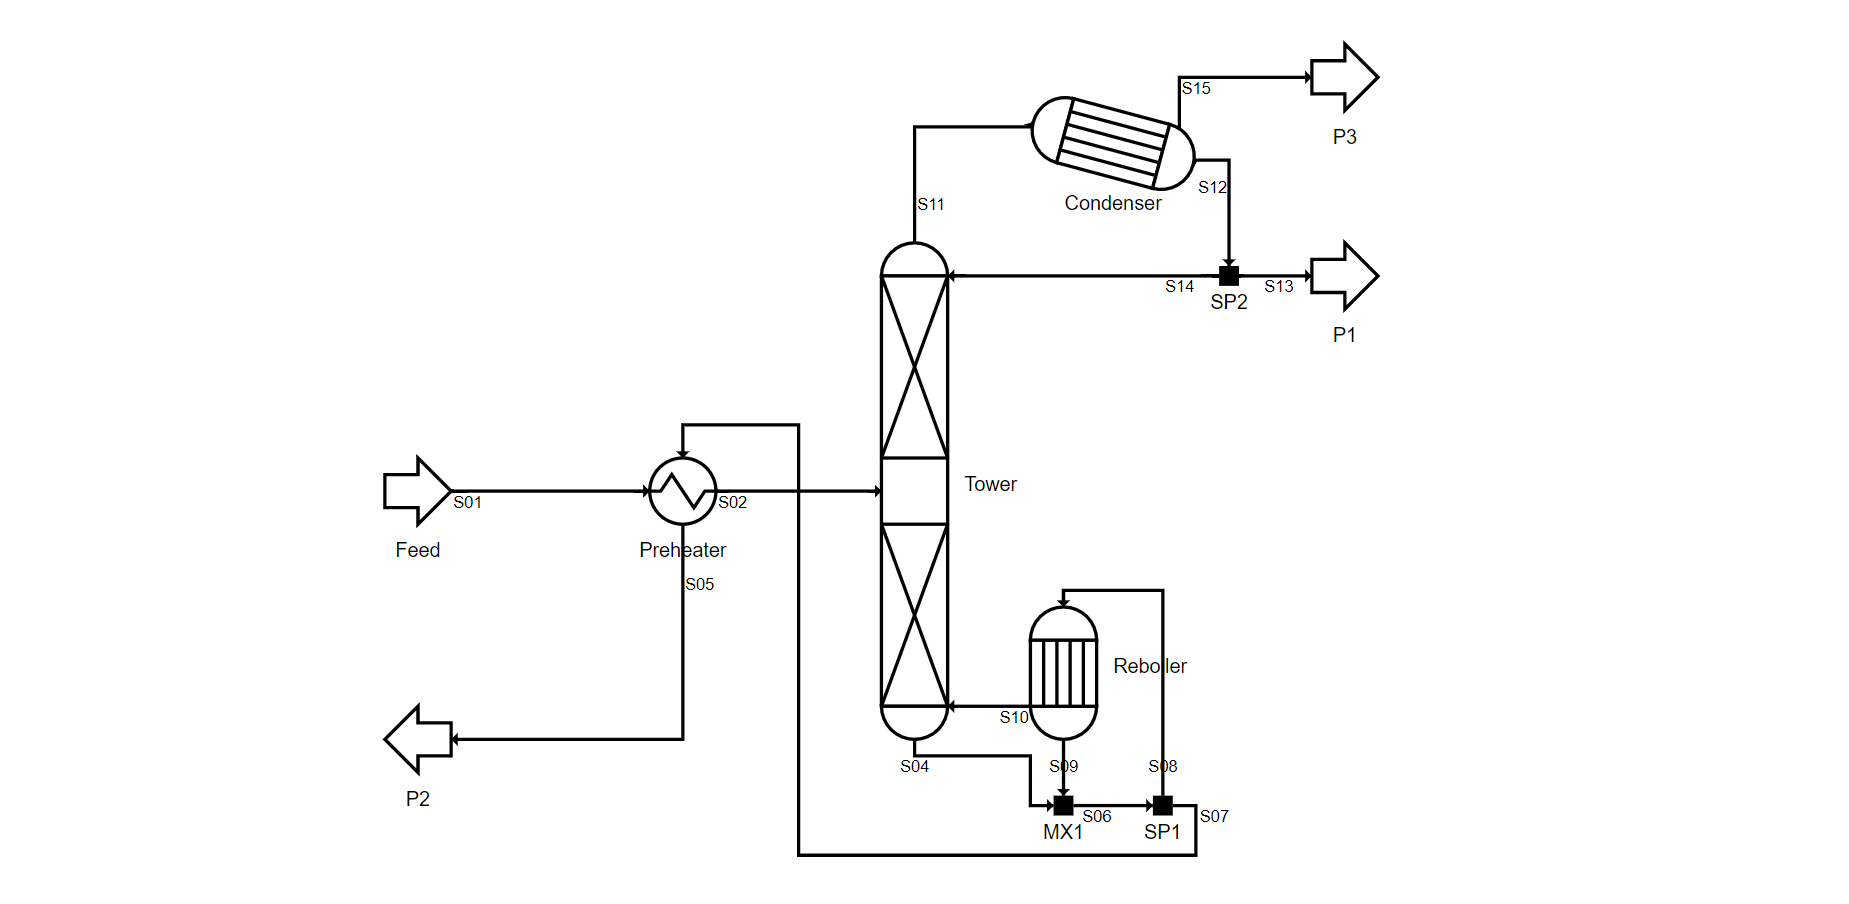 S15
P3
S12
Condenser
S11
S14
S13
SP2
P1
Tower
S01
S02
Feed
Preheater
S05
Reboiler
S10
S04
S09
S08
P2
S06
S07
MX1
SP1